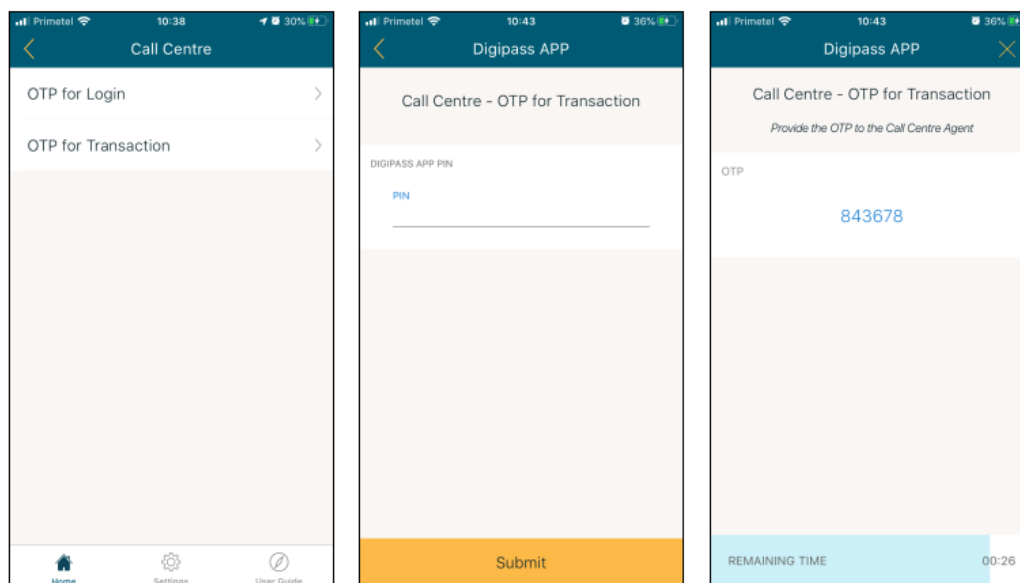 Primetel 10:38 30%
Call Centre
OTP for Login
OTP for Transaction
Home Settings User Guide
Primetel 10:43 36%
Digipass APP
Call Centre - OTP for Transaction
DIGIPASS APP PIN
PIN
Submit
Primetel 10:43 36%
Digipass APP
Call Centre - OTP for Transaction
Provide the OTP to the Call Centre Agent
OTP
843678
REMAINING TIME 00:26